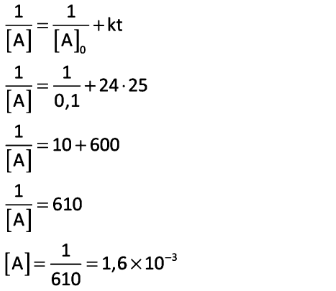 1/[A] = 1/[A]₀ + kt
1/[A] = 1/0,1 + 24·25
1/[A] = 10 + 600
1/[A] = 610
[A] = 1/610 = 1,6×10⁻³